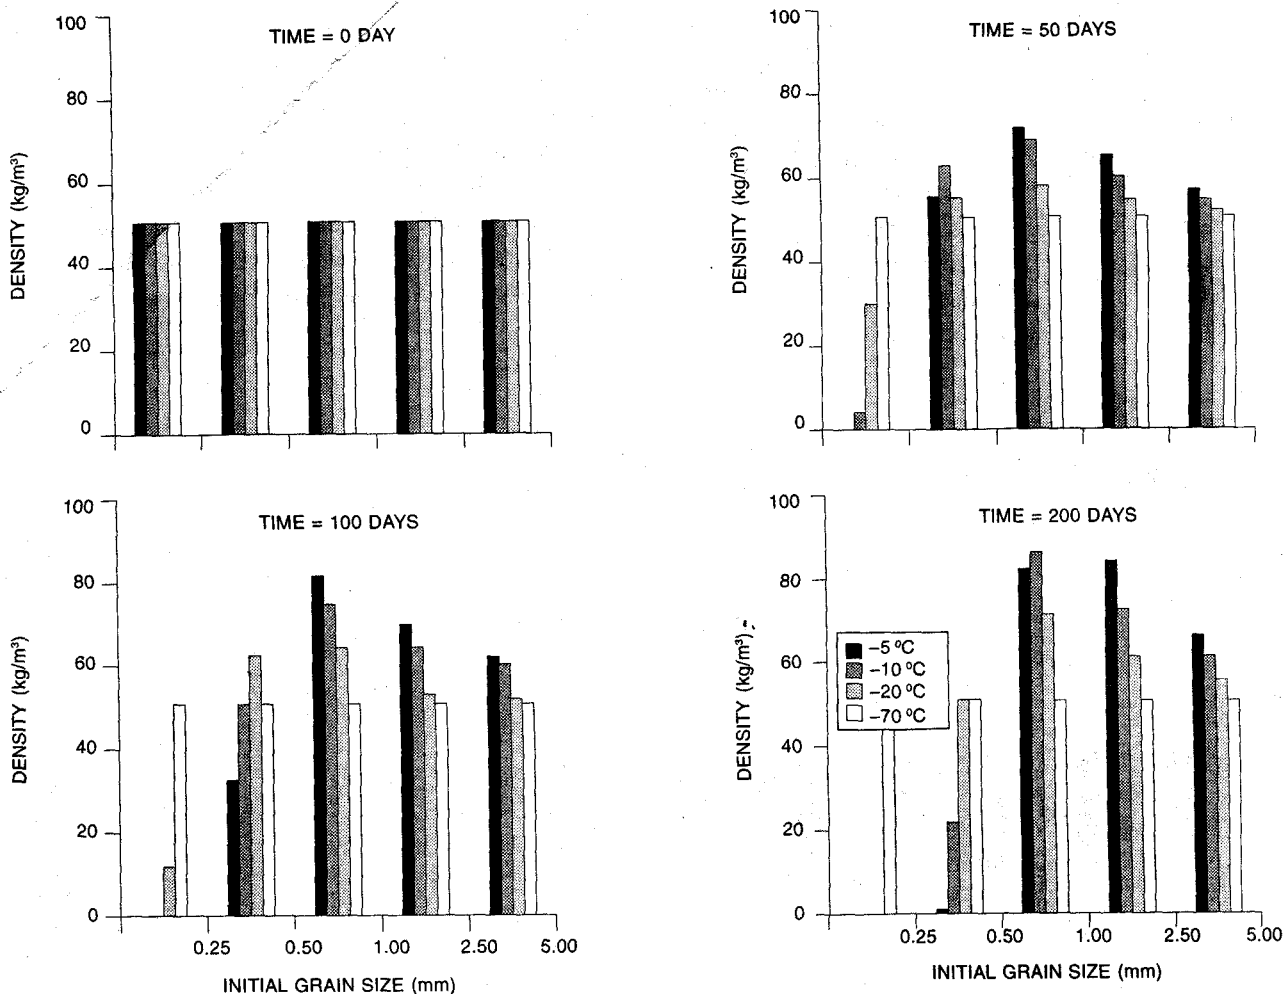 TIME = 0 DAY
100
80
60
40
20
0
DENSITY (kg/m³)
TIME = 50 DAYS
100
80
60
40
20
0
DENSITY (kg/m³)
TIME = 100 DAYS
100
80
60
40
20
0
DENSITY (kg/m³)
0.25 0.50 1.00 2.50 5.00
INITIAL GRAIN SIZE (mm)
TIME = 200 DAYS
100
80
60
40
20
0
DENSITY (kg/m³)
–5 ºC
–10 ºC
–20 ºC
–70 ºC
0.25 0.50 1.00 2.50 5.00
INITIAL GRAIN SIZE (mm)